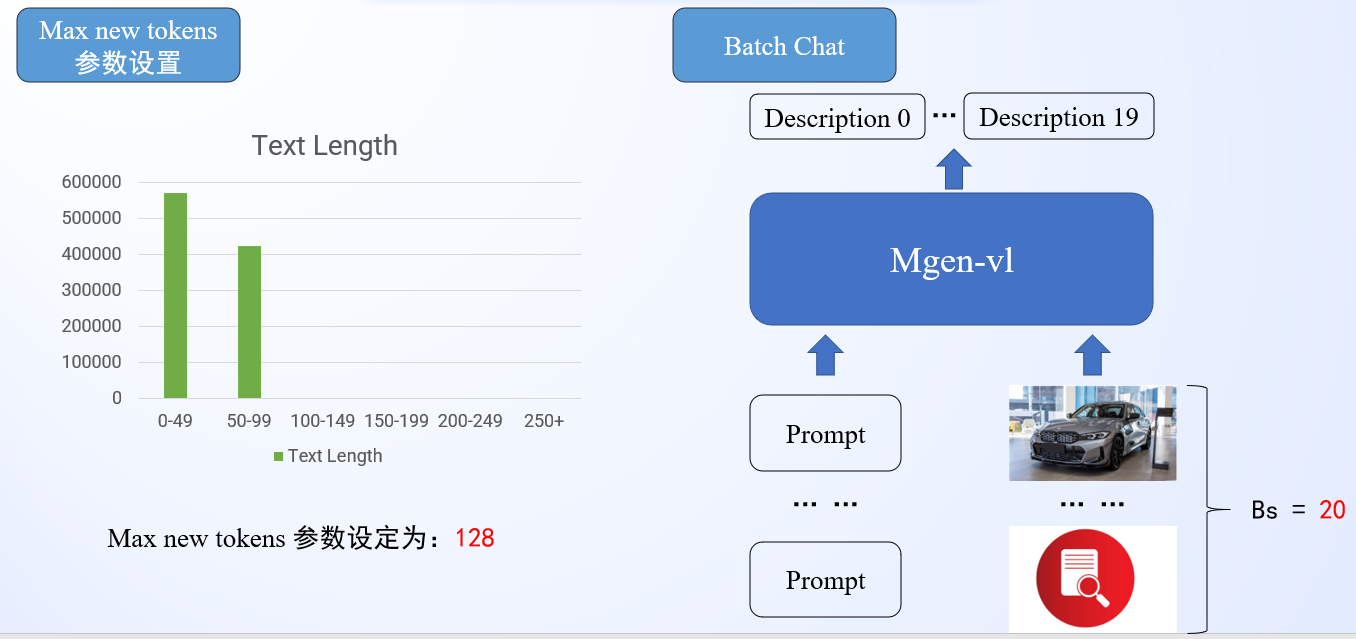 Max new tokens
参数设置
Text Length
600000
500000
400000
300000
200000
100000
0
0-49 50-99 100-149 150-199 200-249 250+
Text Length
Max new tokens 参数设定为：128
Batch Chat
Description 0 ··· Description 19
Mgen-vl
Prompt
··· ··· ··· ···
Prompt
Bs = 20